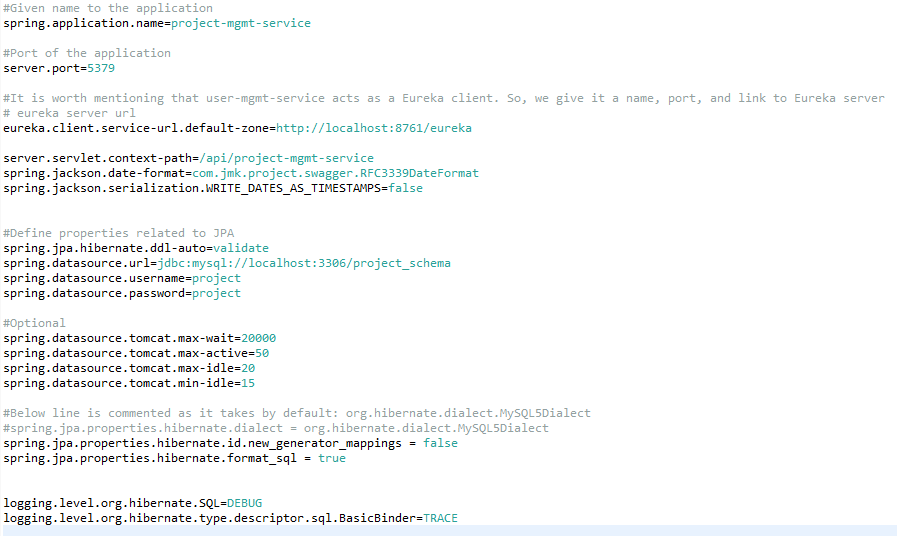 #Given name to the application
spring.application.name=project-mgmt-service
#Port of the application
server.port=5379
#It is worth mentioning that user-mgmt-service acts as a Eureka client. So, we give it a name, port, and link to Eureka server
# eureka server url
eureka.client.service-url.default-zone=http://localhost:8761/eureka
server.servlet.context-path=/api/project-mgmt-service
spring.jackson.date-format=com.jmk.project.swagger.RFC3339DateFormat
spring.jackson.serialization.WRITE_DATES_AS_TIMESTAMPS=false
#Define properties related to JPA
spring.jpa.hibernate.ddl-auto=validate
spring.datasource.url=jdbc:mysql://localhost:3306/project_schema
spring.datasource.username=project
spring.datasource.password=project
#Optional
spring.datasource.tomcat.max-wait=20000
spring.datasource.tomcat.max-active=50
spring.datasource.tomcat.max-idle=20
spring.datasource.tomcat.min-idle=15
#Below line is commented as it takes by default: org.hibernate.dialect.MySQL5Dialect
#spring.jpa.properties.hibernate.dialect = org.hibernate.dialect.MySQL5Dialect
spring.jpa.properties.hibernate.id.new_generator_mappings = false
spring.jpa.properties.hibernate.format_sql = true
logging.level.org.hibernate.SQL=DEBUG
logging.level.org.hibernate.type.descriptor.sql.BasicBinder=TRACE